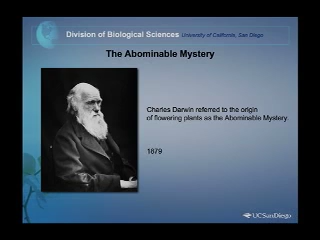 Division of Biological Sciences University of California, San Diego
The Abominable Mystery
Charles Darwin referred to the origin
of flowering plants as the Abominable Mystery.
1879
UCSanDiego